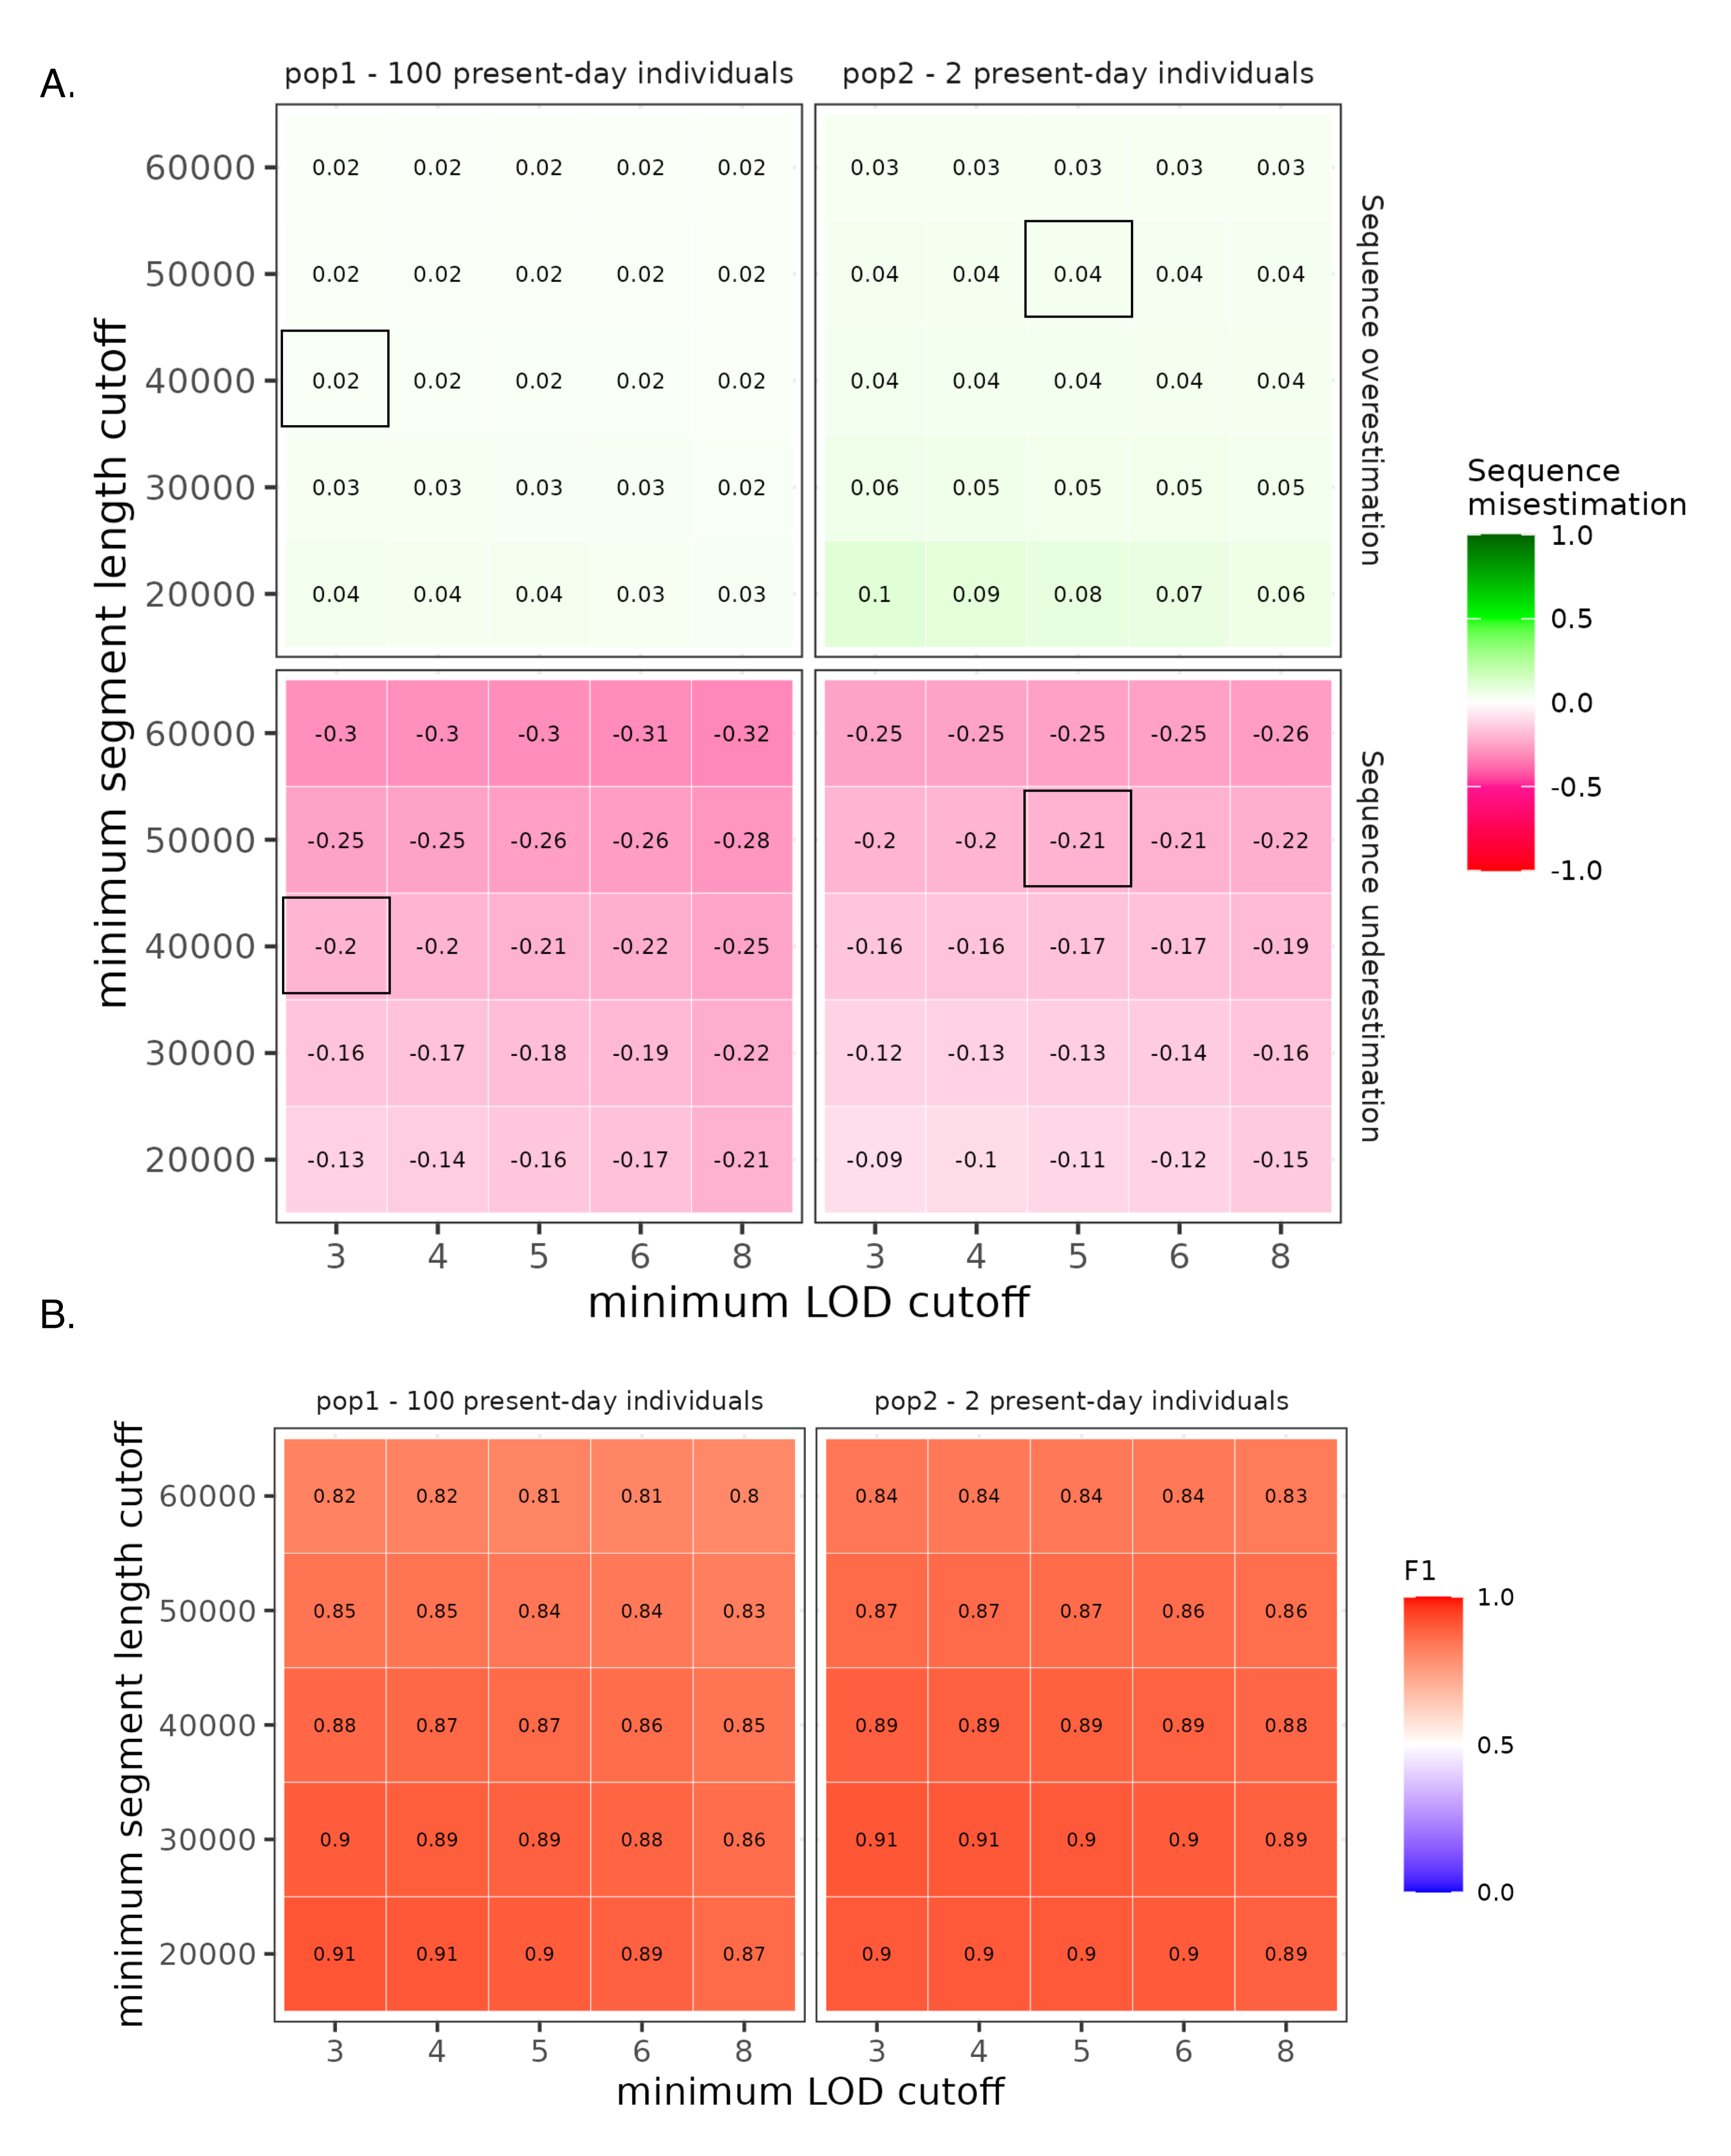 A.
pop1 - 100 present-day individuals
pop2 - 2 present-day individuals
minimum segment length cutoff
60000
0.02 0.02 0.02 0.02 0.02
0.03 0.03 0.03 0.03 0.03
50000
0.02 0.02 0.02 0.02 0.02
0.04 0.04 0.04 0.04 0.04
40000
0.02 0.02 0.02 0.02 0.02
0.04 0.04 0.04 0.04 0.04
30000
0.03 0.03 0.03 0.03 0.02
0.06 0.05 0.05 0.05 0.05
20000
0.04 0.04 0.04 0.03 0.03
0.1 0.09 0.08 0.07 0.06
Sequence overestimation
60000
-0.3 -0.3 -0.3 -0.31 -0.32
-0.25 -0.25 -0.25 -0.25 -0.26
50000
-0.25 -0.25 -0.26 -0.26 -0.28
-0.2 -0.2 -0.21 -0.21 -0.22
40000
-0.2 -0.2 -0.21 -0.22 -0.25
-0.16 -0.16 -0.17 -0.17 -0.19
30000
-0.16 -0.17 -0.18 -0.19 -0.22
-0.12 -0.13 -0.13 -0.14 -0.16
20000
-0.13 -0.14 -0.16 -0.17 -0.21
-0.09 -0.1 -0.11 -0.12 -0.15
Sequence underestimation
3 4 5 6 8
3 4 5 6 8
minimum LOD cutoff
Sequence
misestimation
1.0
0.5
0.0
-0.5
-1.0
B.
pop1 - 100 present-day individuals
pop2 - 2 present-day individuals
minimum segment length cutoff
60000
0.82 0.82 0.81 0.81 0.8
0.84 0.84 0.84 0.84 0.83
50000
0.85 0.85 0.84 0.84 0.83
0.87 0.87 0.87 0.86 0.86
40000
0.88 0.87 0.87 0.86 0.85
0.89 0.89 0.89 0.89 0.88
30000
0.9 0.89 0.89 0.88 0.86
0.91 0.91 0.9 0.9 0.89
20000
0.91 0.91 0.9 0.89 0.87
0.9 0.9 0.9 0.9 0.89
3 4 5 6 8
3 4 5 6 8
minimum LOD cutoff
F1
1.0
0.5
0.0